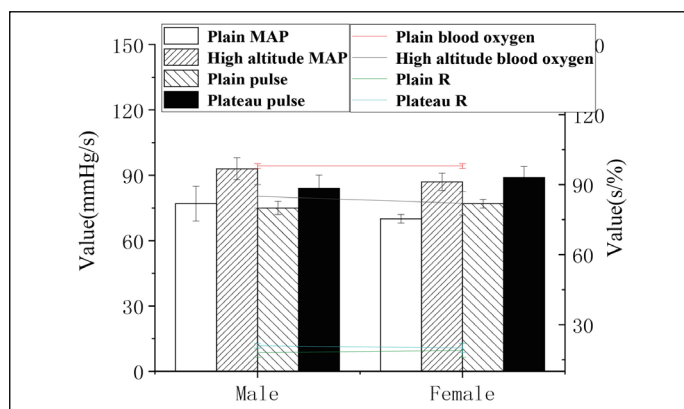 Plain MAP
High altitude MAP
Plain pulse
Plateau pulse
Plain blood oxygen
High altitude blood oxygen
Plain R
Plateau R
Value(mmHg/s)
150
120
90
60
30
0
Value(s/%)
120
90
60
30
Male
Female